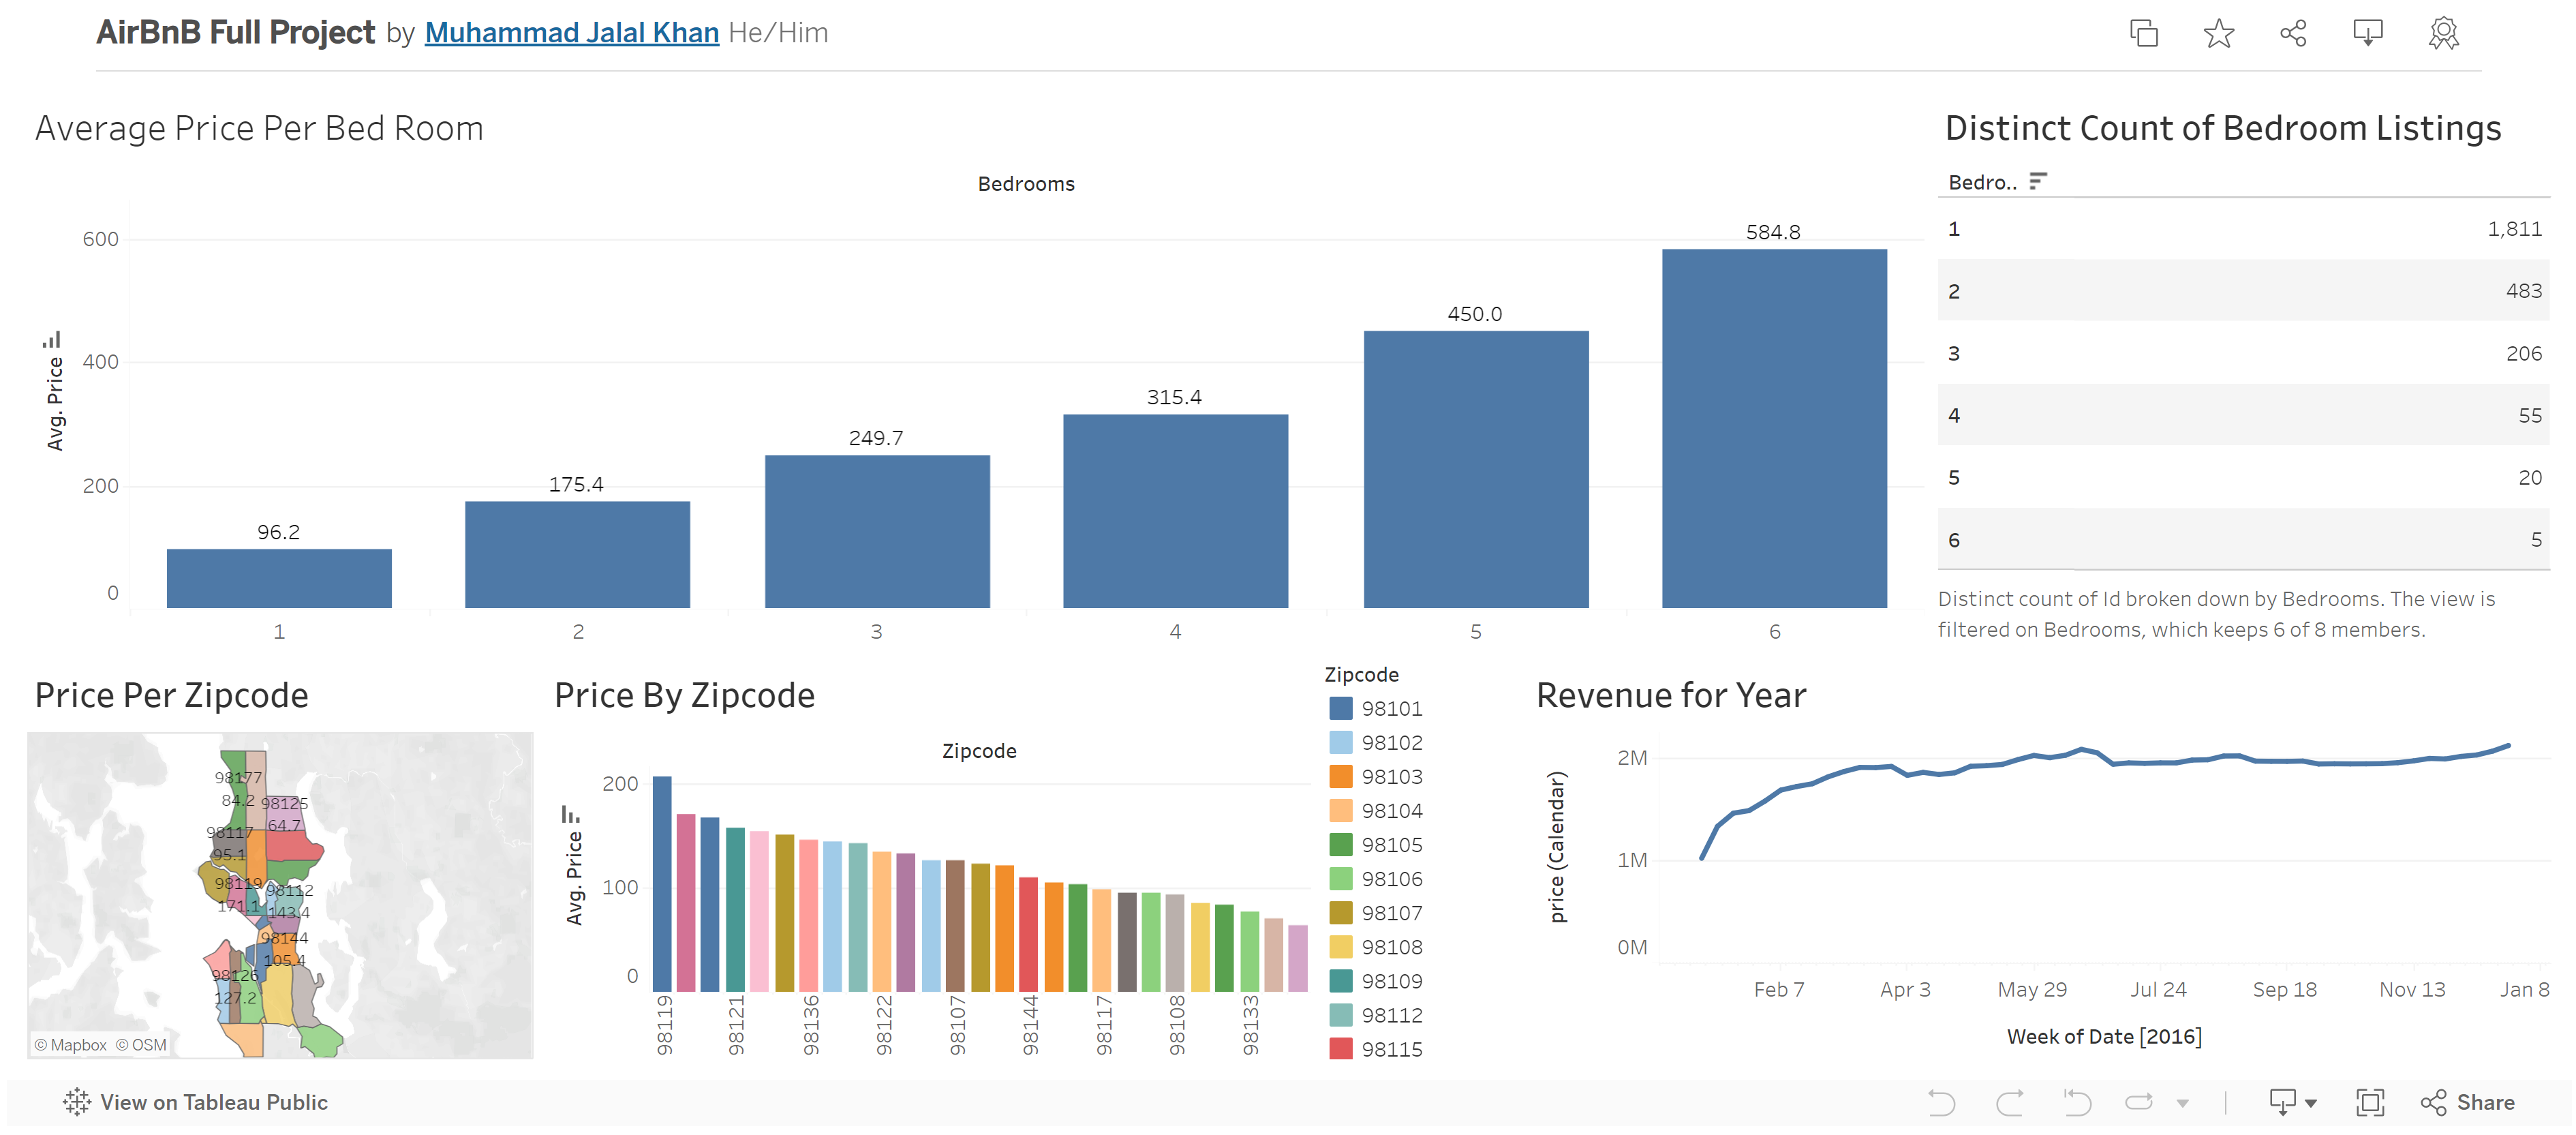 AirBnB Full Project by Muhammad Jalal Khan He/Him
Average Price Per Bed Room
Bedrooms
Avg. Price
600
400
200
0
96.2
175.4
249.7
315.4
450.0
584.8
1
2
3
4
5
6
Distinct Count of Bedroom Listings
Bedro..
1 1,811
2 483
3 206
4 55
5 20
6 5
Distinct count of Id broken down by Bedrooms. The view is
filtered on Bedrooms, which keeps 6 of 8 members.
Price Per Zipcode
98177
84.2
98125
64.7
98117
95.1
98119
171.1
98112
143.4
98144
105.4
98126
127.2
© Mapbox © OSM
Price By Zipcode
Zipcode
Avg. Price
200
100
0
98119
98121
98136
98122
98107
98144
98117
98108
98133
Zipcode
98101
98102
98103
98104
98105
98106
98107
98108
98109
98112
98115
Revenue for Year
price (Calendar)
2M
1M
0M
Feb 7
Apr 3
May 29
Jul 24
Sep 18
Nov 13
Jan 8
Week of Date [2016]
View on Tableau Public
Share